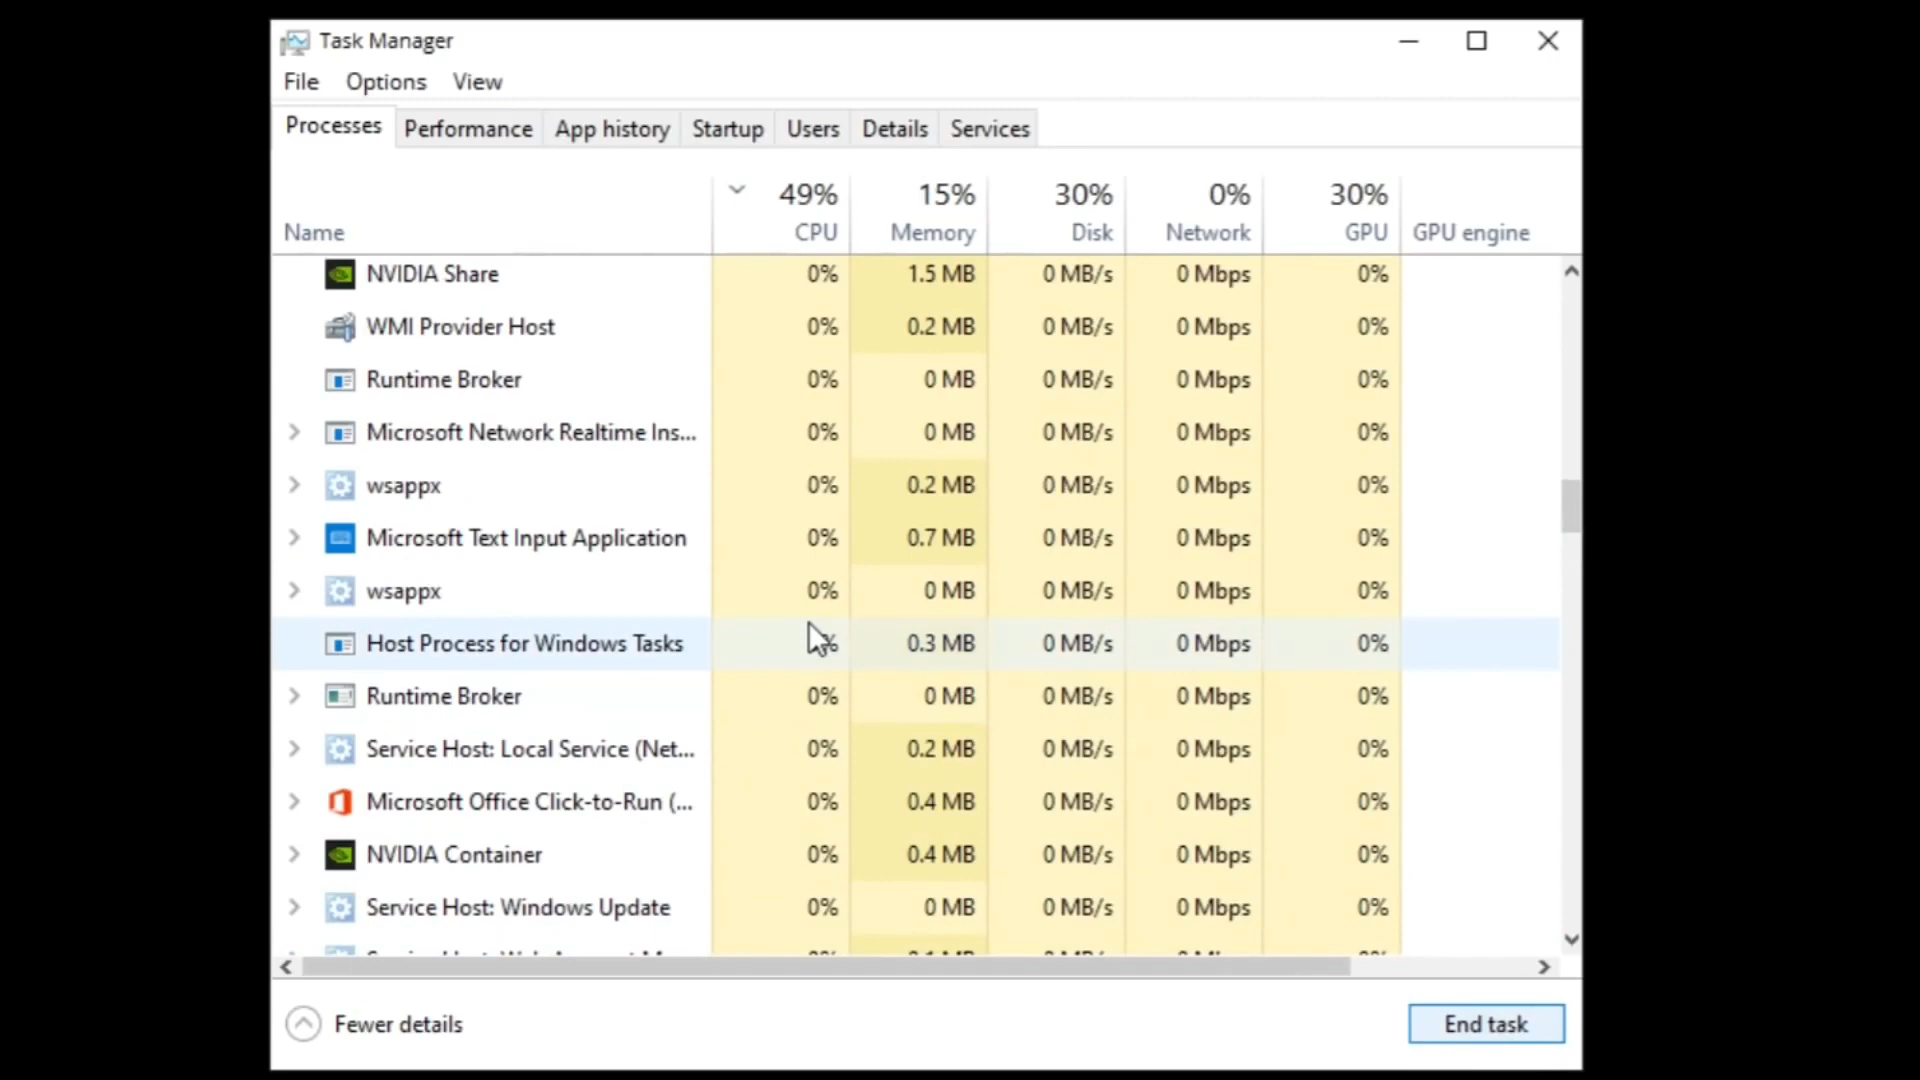 Task Manager
File Options View
Processes Performance App history Startup Users Details Services
49% 15% 30% 0% 30%
Name CPU Memory Disk Network GPU GPU engine
NVIDIA Share 0% 1.5 MB 0 MB/s 0 Mbps 0%
WMI Provider Host 0% 0.2 MB 0 MB/s 0 Mbps 0%
Runtime Broker 0% 0 MB 0 MB/s 0 Mbps 0%
Microsoft Network Realtime Ins... 0% 0 MB 0 MB/s 0 Mbps 0%
wsappx 0% 0.2 MB 0 MB/s 0 Mbps 0%
Microsoft Text Input Application 0% 0.7 MB 0 MB/s 0 Mbps 0%
wsappx 0% 0 MB 0 MB/s 0 Mbps 0%
Host Process for Windows Tasks 0.3 MB 0 MB/s 0 Mbps 0%
Runtime Broker 0% 0 MB 0 MB/s 0 Mbps 0%
Service Host: Local Service (Net... 0% 0.2 MB 0 MB/s 0 Mbps 0%
Microsoft Office Click-to-Run (... 0% 0.4 MB 0 MB/s 0 Mbps 0%
NVIDIA Container 0% 0.4 MB 0 MB/s 0 Mbps 0%
Service Host: Windows Update 0% 0 MB 0 MB/s 0 Mbps 0%
Fewer details End task